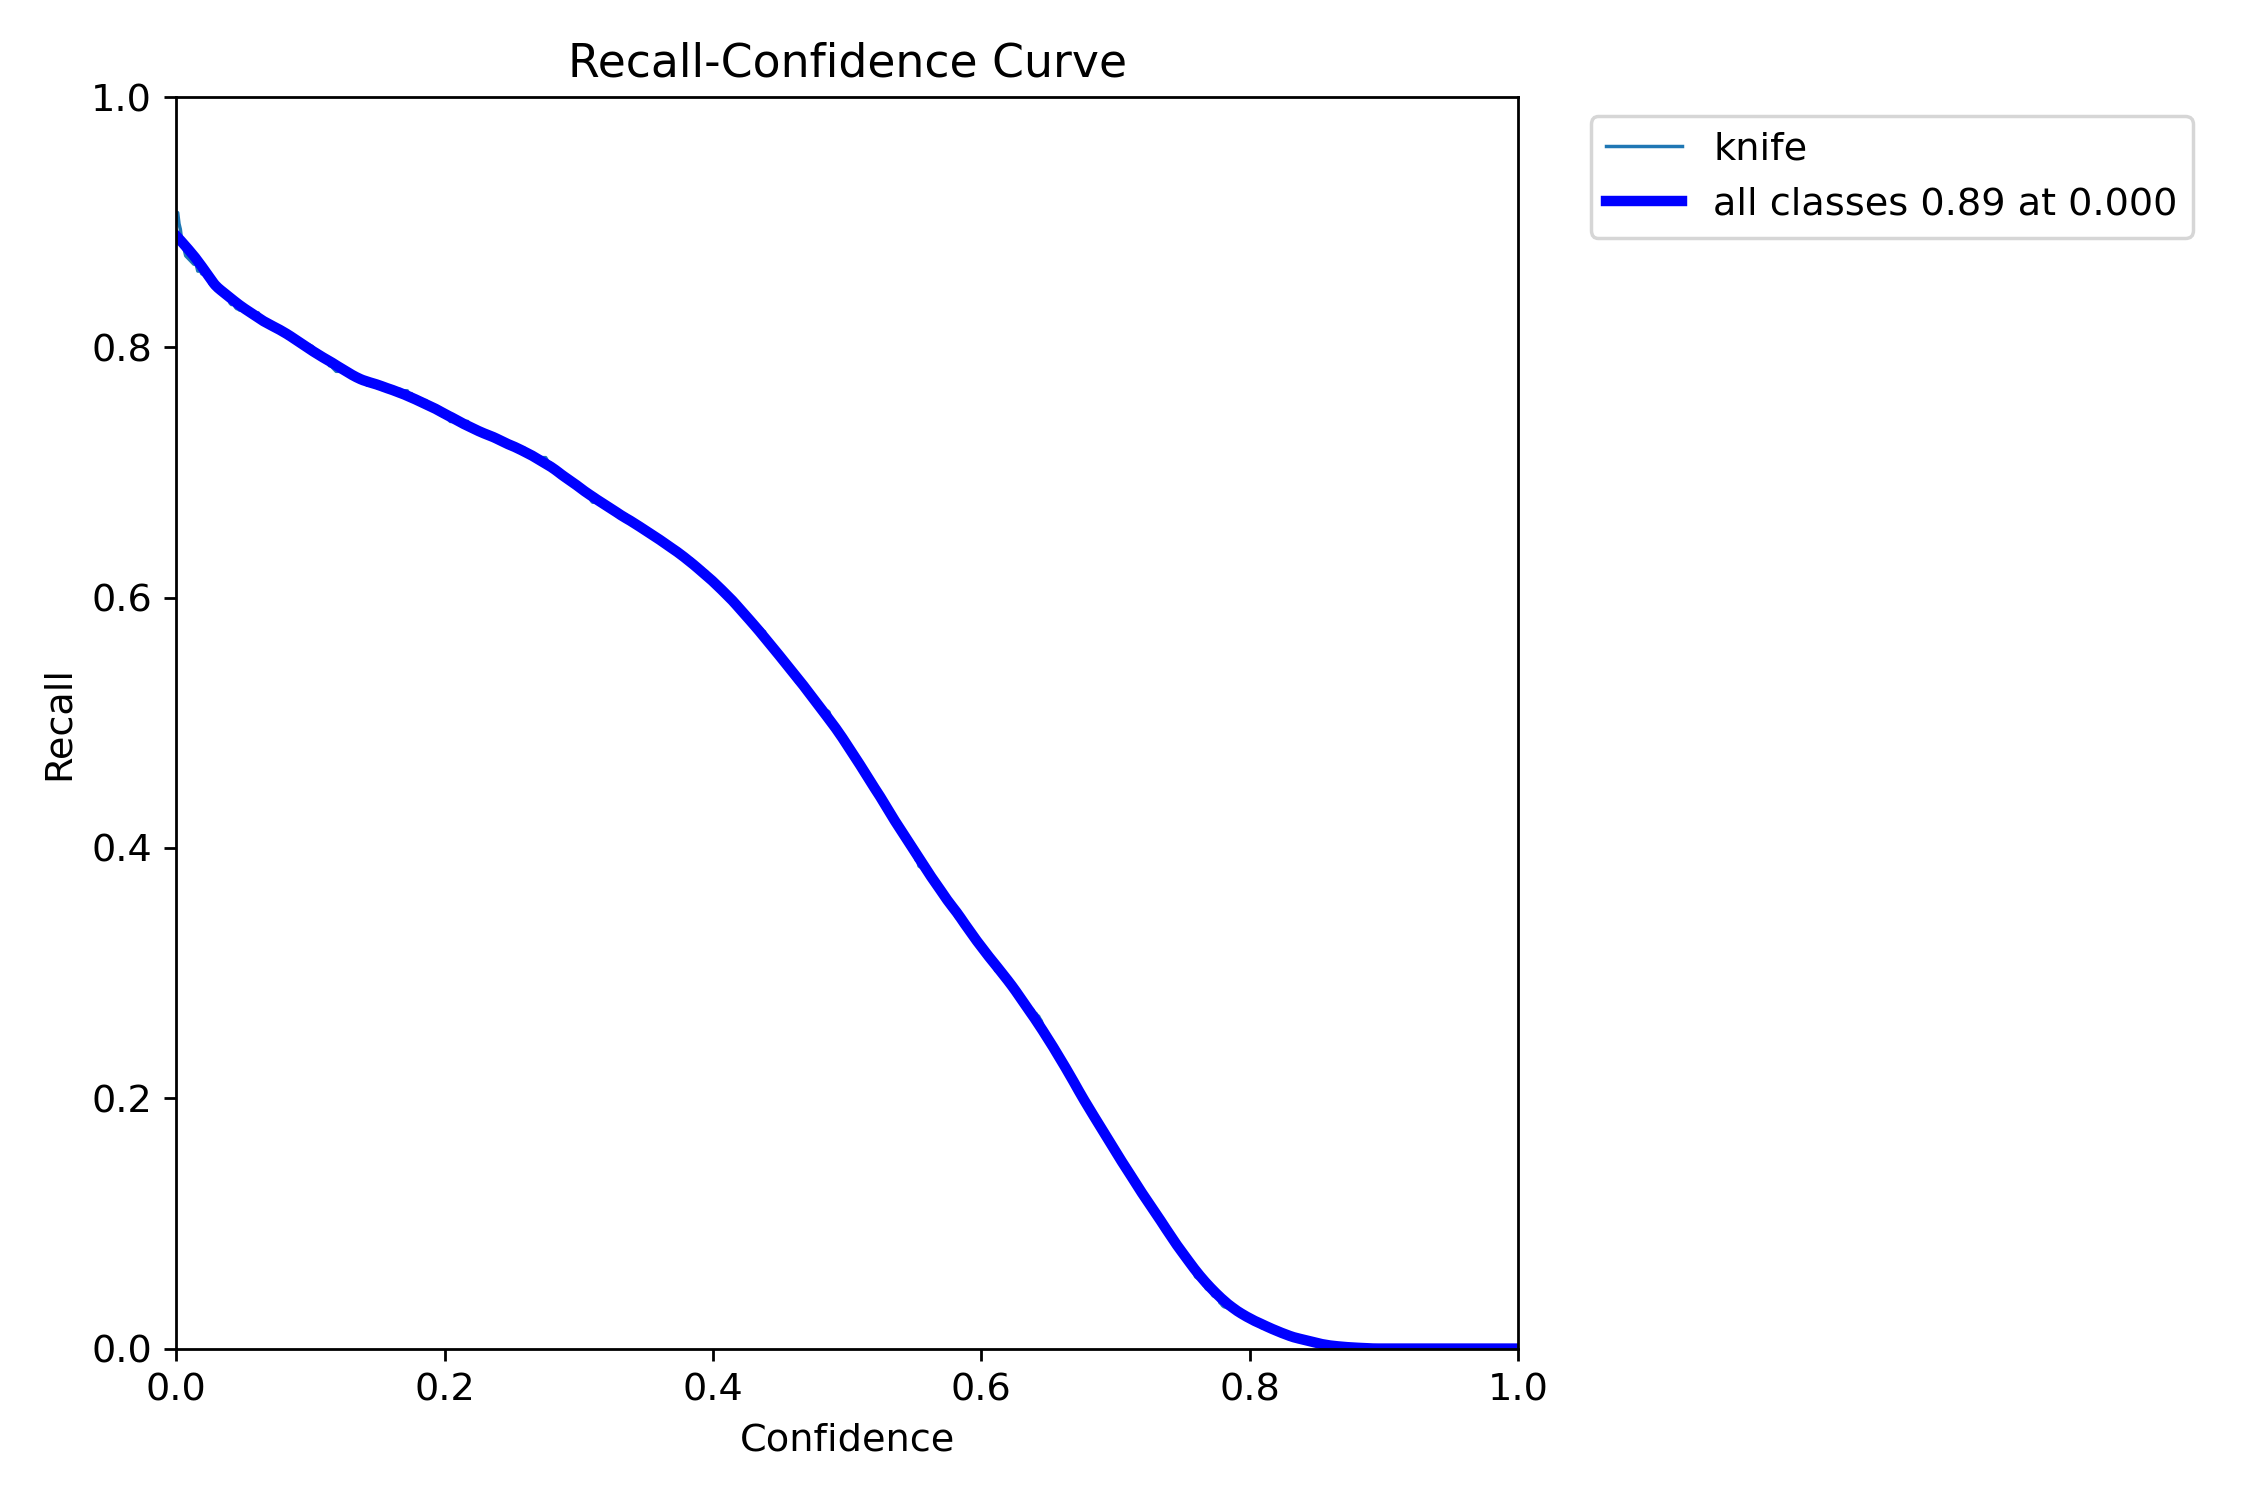 Recall-Confidence Curve
1.0
0.8
0.6
0.4
0.2
0.0
Recall
0.0 0.2 0.4 0.6 0.8 1.0
Confidence
knife
all classes 0.89 at 0.000